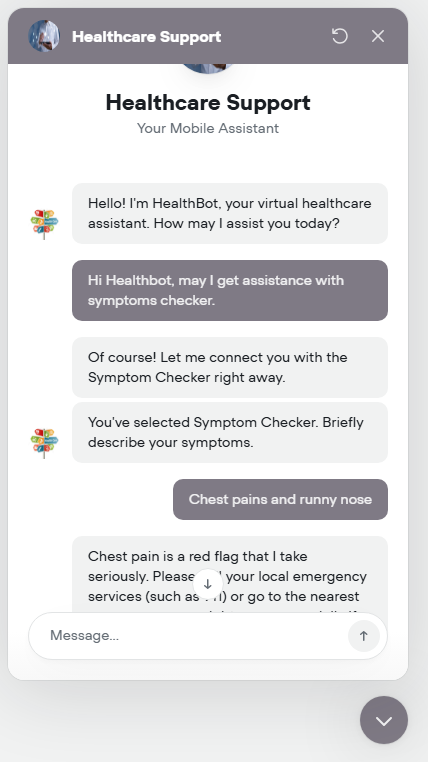 Healthcare Support
Healthcare Support
Your Mobile Assistant
Hello! I'm HealthBot, your virtual healthcare
assistant. How may I assist you today?
Hi Healthbot, may I get assistance with
symptoms checker.
Of course! Let me connect you with the
Symptom Checker right away.
You've selected Symptom Checker. Briefly
describe your symptoms.
Chest pains and runny nose
Chest pain is a red flag that I take
seriously. Please your local emergency
services (such as or go to the nearest
Message...